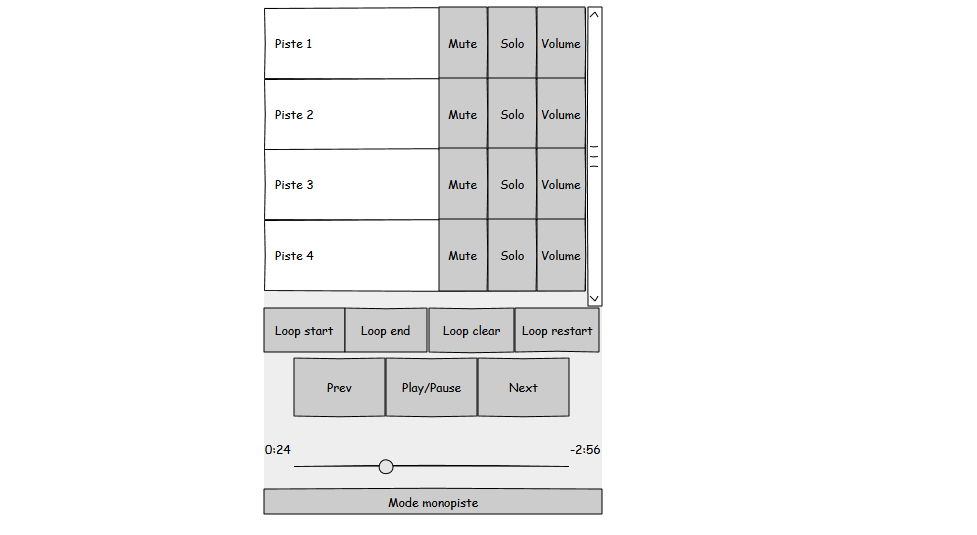 Piste 1 Mute Solo Volume
Piste 2 Mute Solo Volume
Piste 3 Mute Solo Volume
Piste 4 Mute Solo Volume
Loop start Loop end Loop clear Loop restart
Prev Play/Pause Next
0:24 -2:56
Mode monopiste